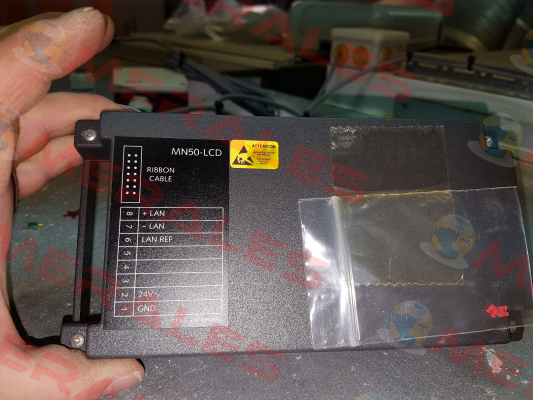 MN50-LCD
RIBBON
CABLE
ATTENTION
8 + LAN
7 - LAN
6 LAN REF
5
4
3
2 24V~
1 GND
MERSALES